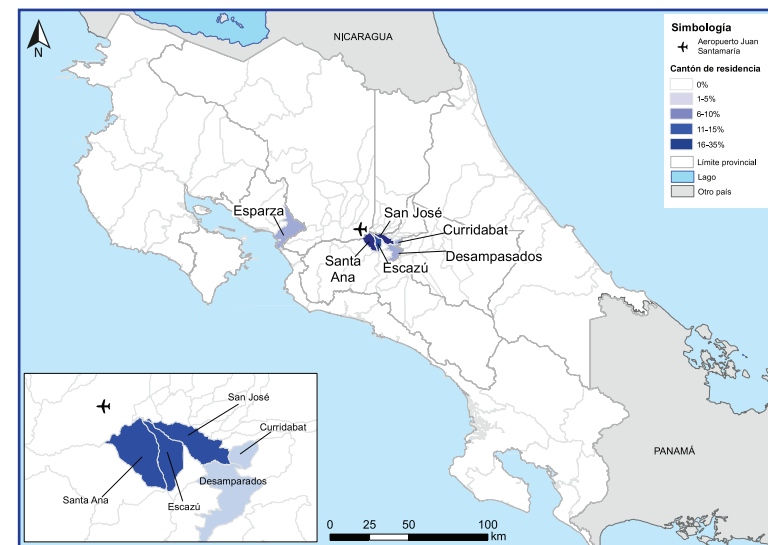 NICARAGUA
N
Simbología
Aeropuerto Juan
Santamaría
Cantón de residencia
0%
1-5%
6-10%
11-15%
16-35%
Límite provincial
Lago
Otro país
Esparza
San José
Curridabat
Desampasados
Santa
Ana
Escazú
PANAMÁ
San José
Curridabat
Desamparados
Santa Ana
Escazú
0 25 50 100
km